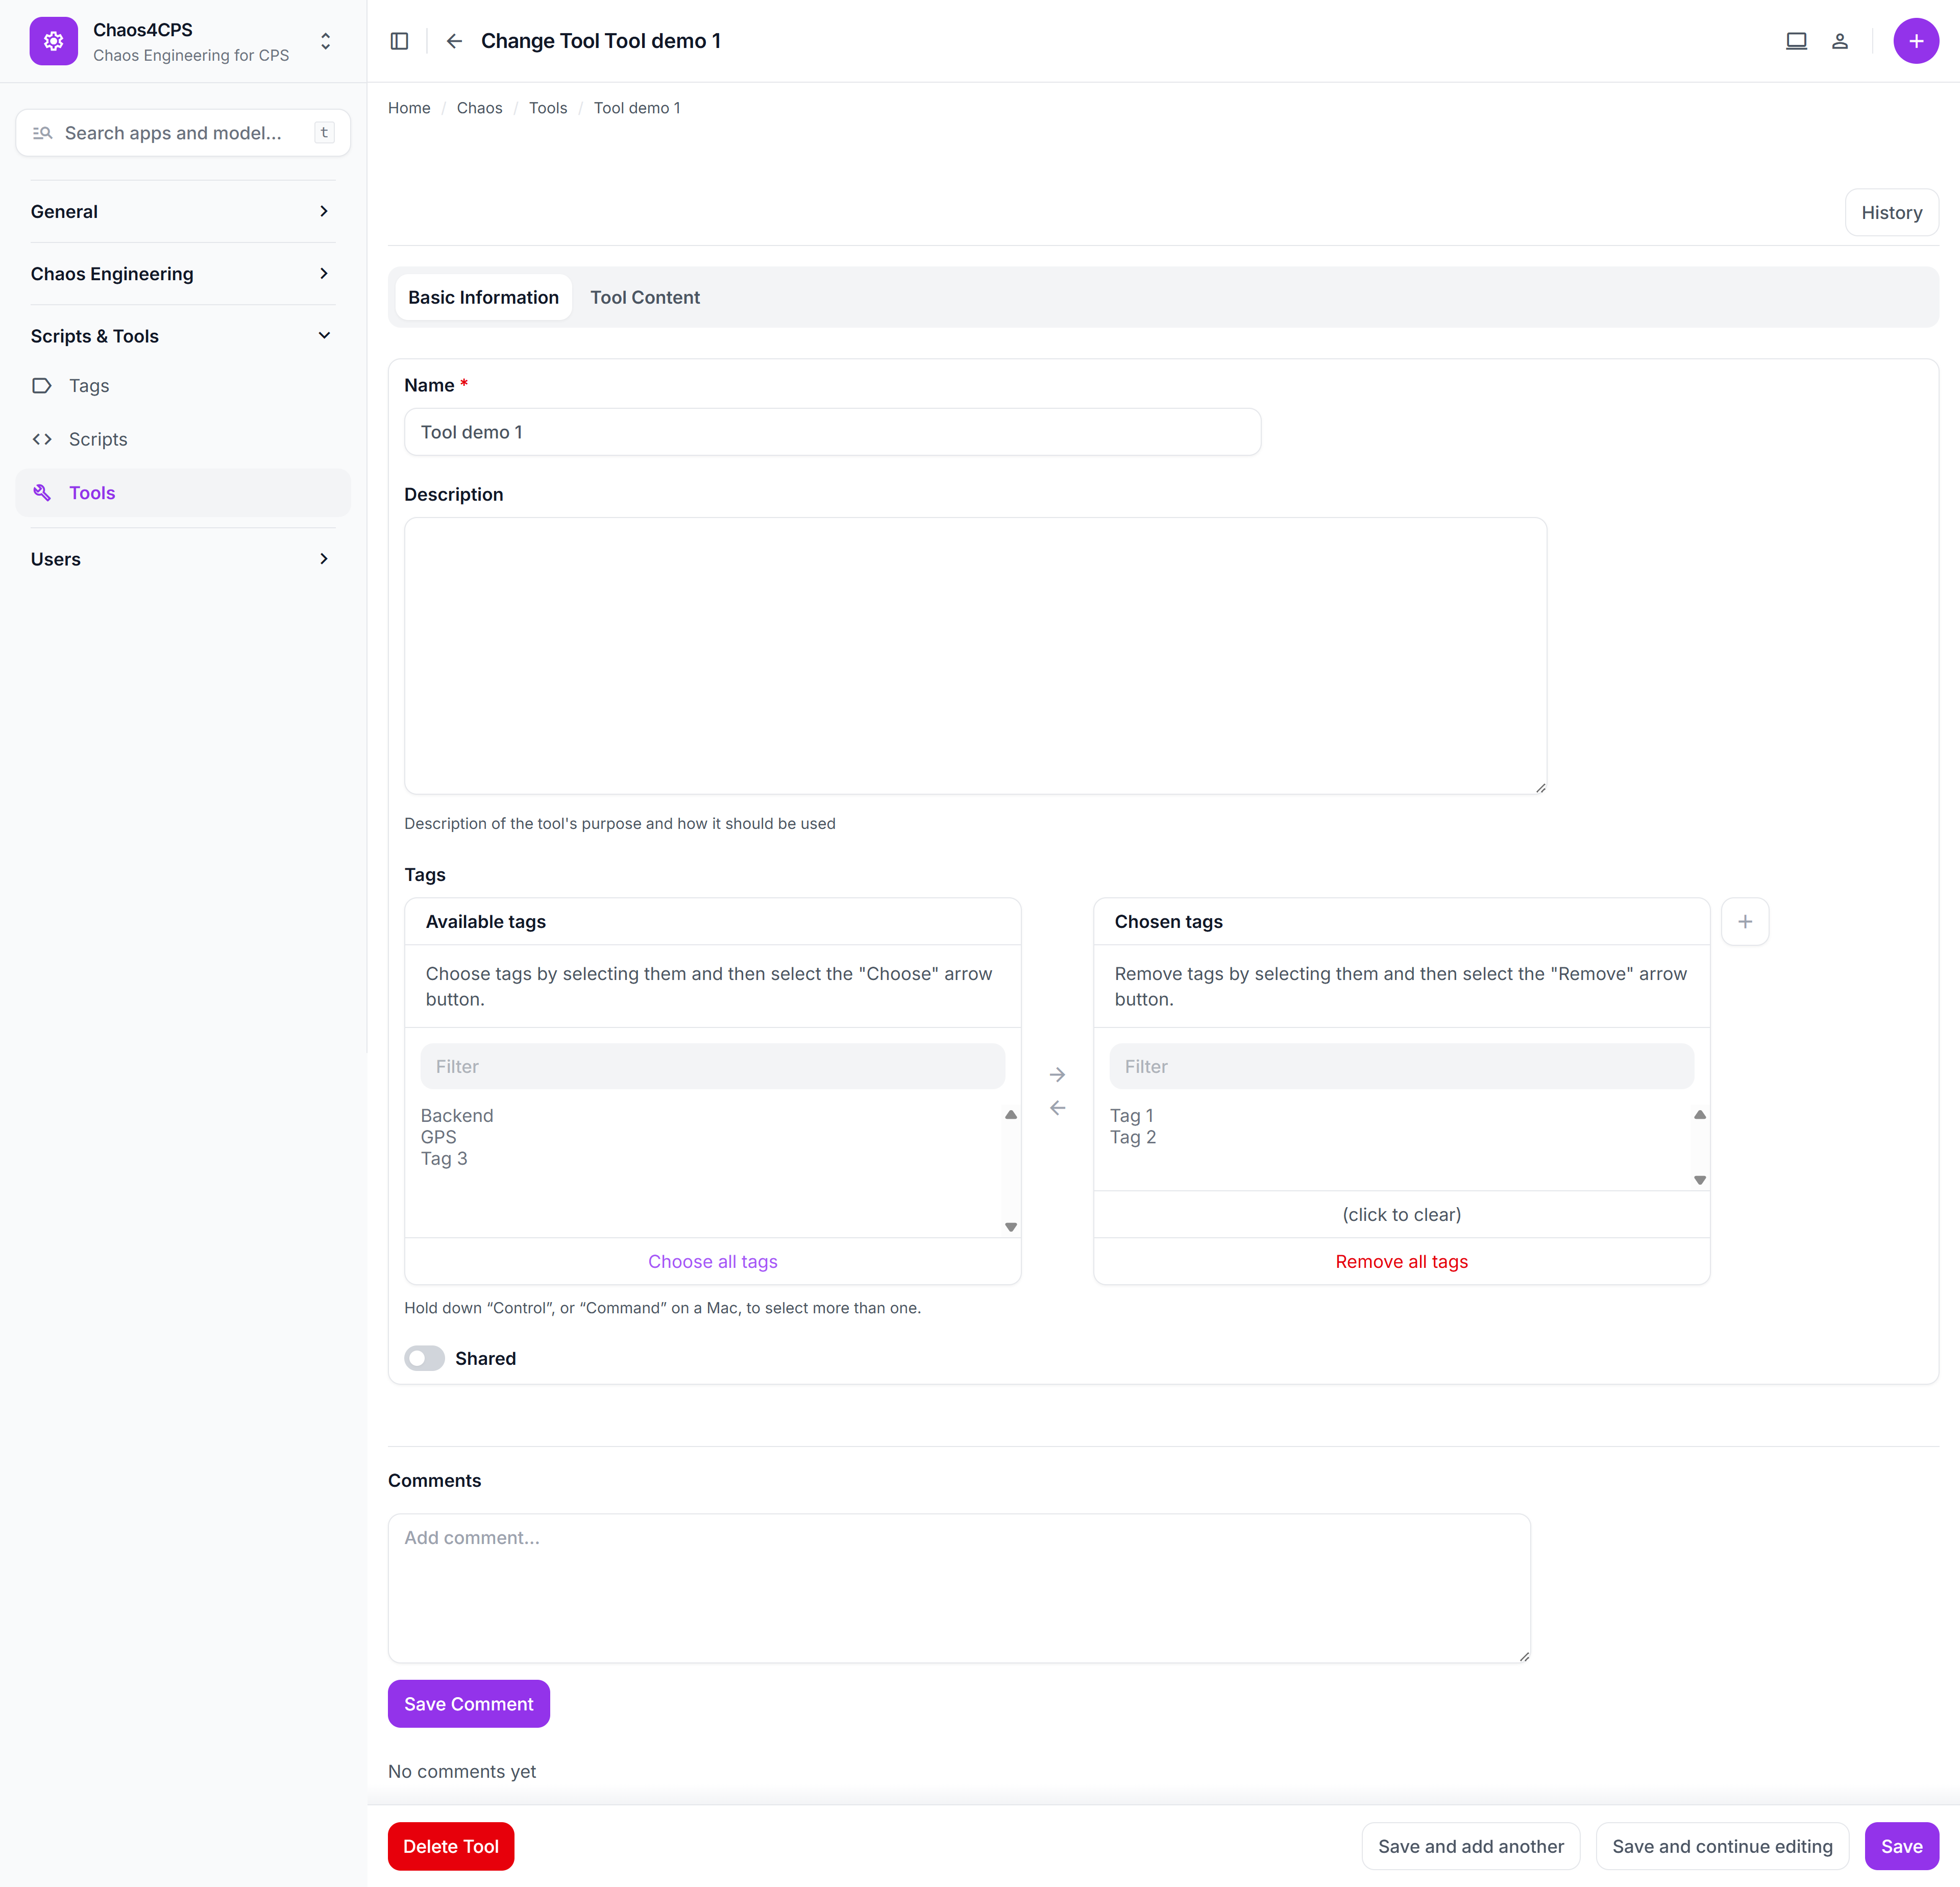 Chaos4CPS
Chaos Engineering for CPS
Search apps and model...
t
General
Chaos Engineering
Scripts & Tools
Tags
Scripts
Tools
Users
Change Tool Tool demo 1
Home / Chaos / Tools / Tool demo 1
History
Basic Information
Tool Content
Name *
Tool demo 1
Description
Description of the tool's purpose and how it should be used
Tags
Available tags
Choose tags by selecting them and then select the "Choose" arrow
button.
Filter
Backend
GPS
Tag 3
Choose all tags
Chosen tags
Remove tags by selecting them and then select the "Remove" arrow
button.
Filter
Tag 1
Tag 2
(click to clear)
Remove all tags
Hold down “Control”, or “Command” on a Mac, to select more than one.
Shared
Comments
Add comment...
Save Comment
No comments yet
Delete Tool
Save and add another
Save and continue editing
Save